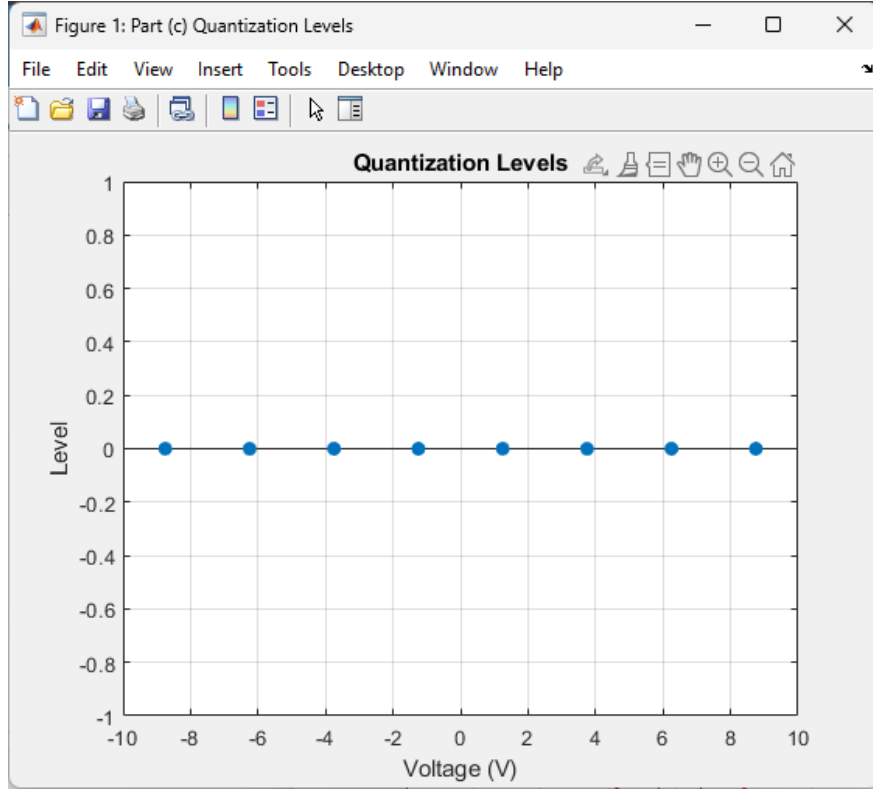 Figure 1: Part (c) Quantization Levels
File Edit View Insert Tools Desktop Window Help
Quantization Levels
1
0.8
0.6
0.4
0.2
0
-0.2
-0.4
-0.6
-0.8
-1
Level
-10 -8 -6 -4 -2 0 2 4 6 8 10
Voltage (V)